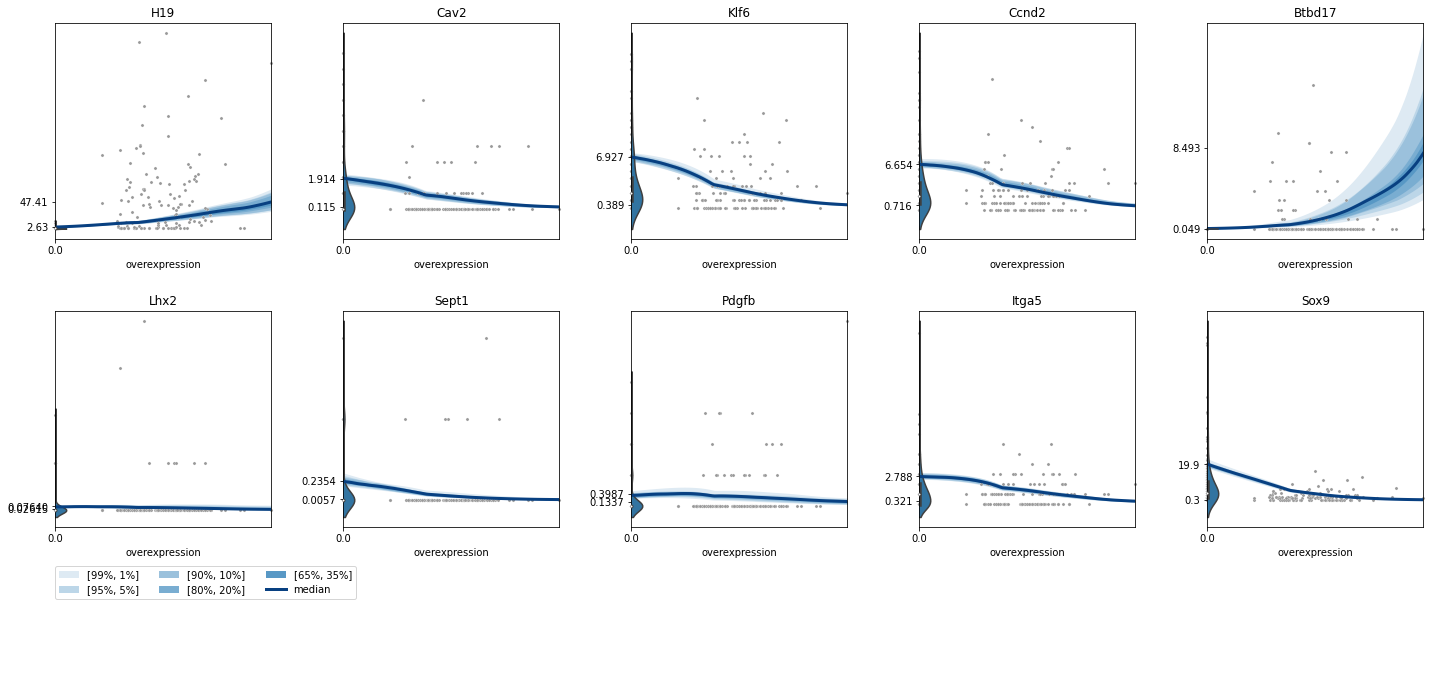 H19 Cav2 Klf6 Ccnd2 Btbd17
47.41 1.914 6.927 6.654 8.493
2.63 0.115 0.389 0.716 0.049
0.0 0.0 0.0 0.0 0.0
overexpression overexpression overexpression overexpression overexpression
Lhx2 Sept1 Pdgfb Itga5 Sox9
0.2354 0.3987 2.788 19.9
0.0057 0.1337 0.321 0.3
0.0 0.0 0.0 0.0 0.0
overexpression overexpression overexpression overexpression overexpression
[99%, 1%] [90%, 10%] [65%, 35%]
[95%, 5%] [80%, 20%] median